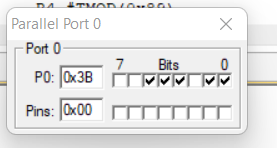 Parallel Port 0
Port 0
7 Bits 0
P0: 0x3B
Pins: 0x00